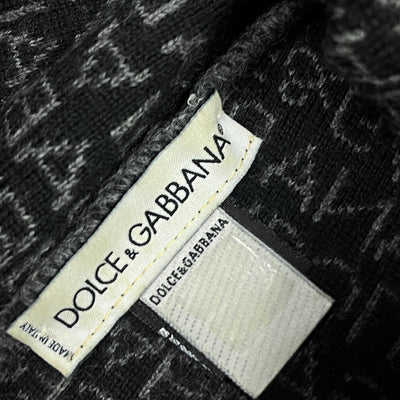 DOLCE & GABBANA
MADE IN ITALY
DOLCE&GABBANA